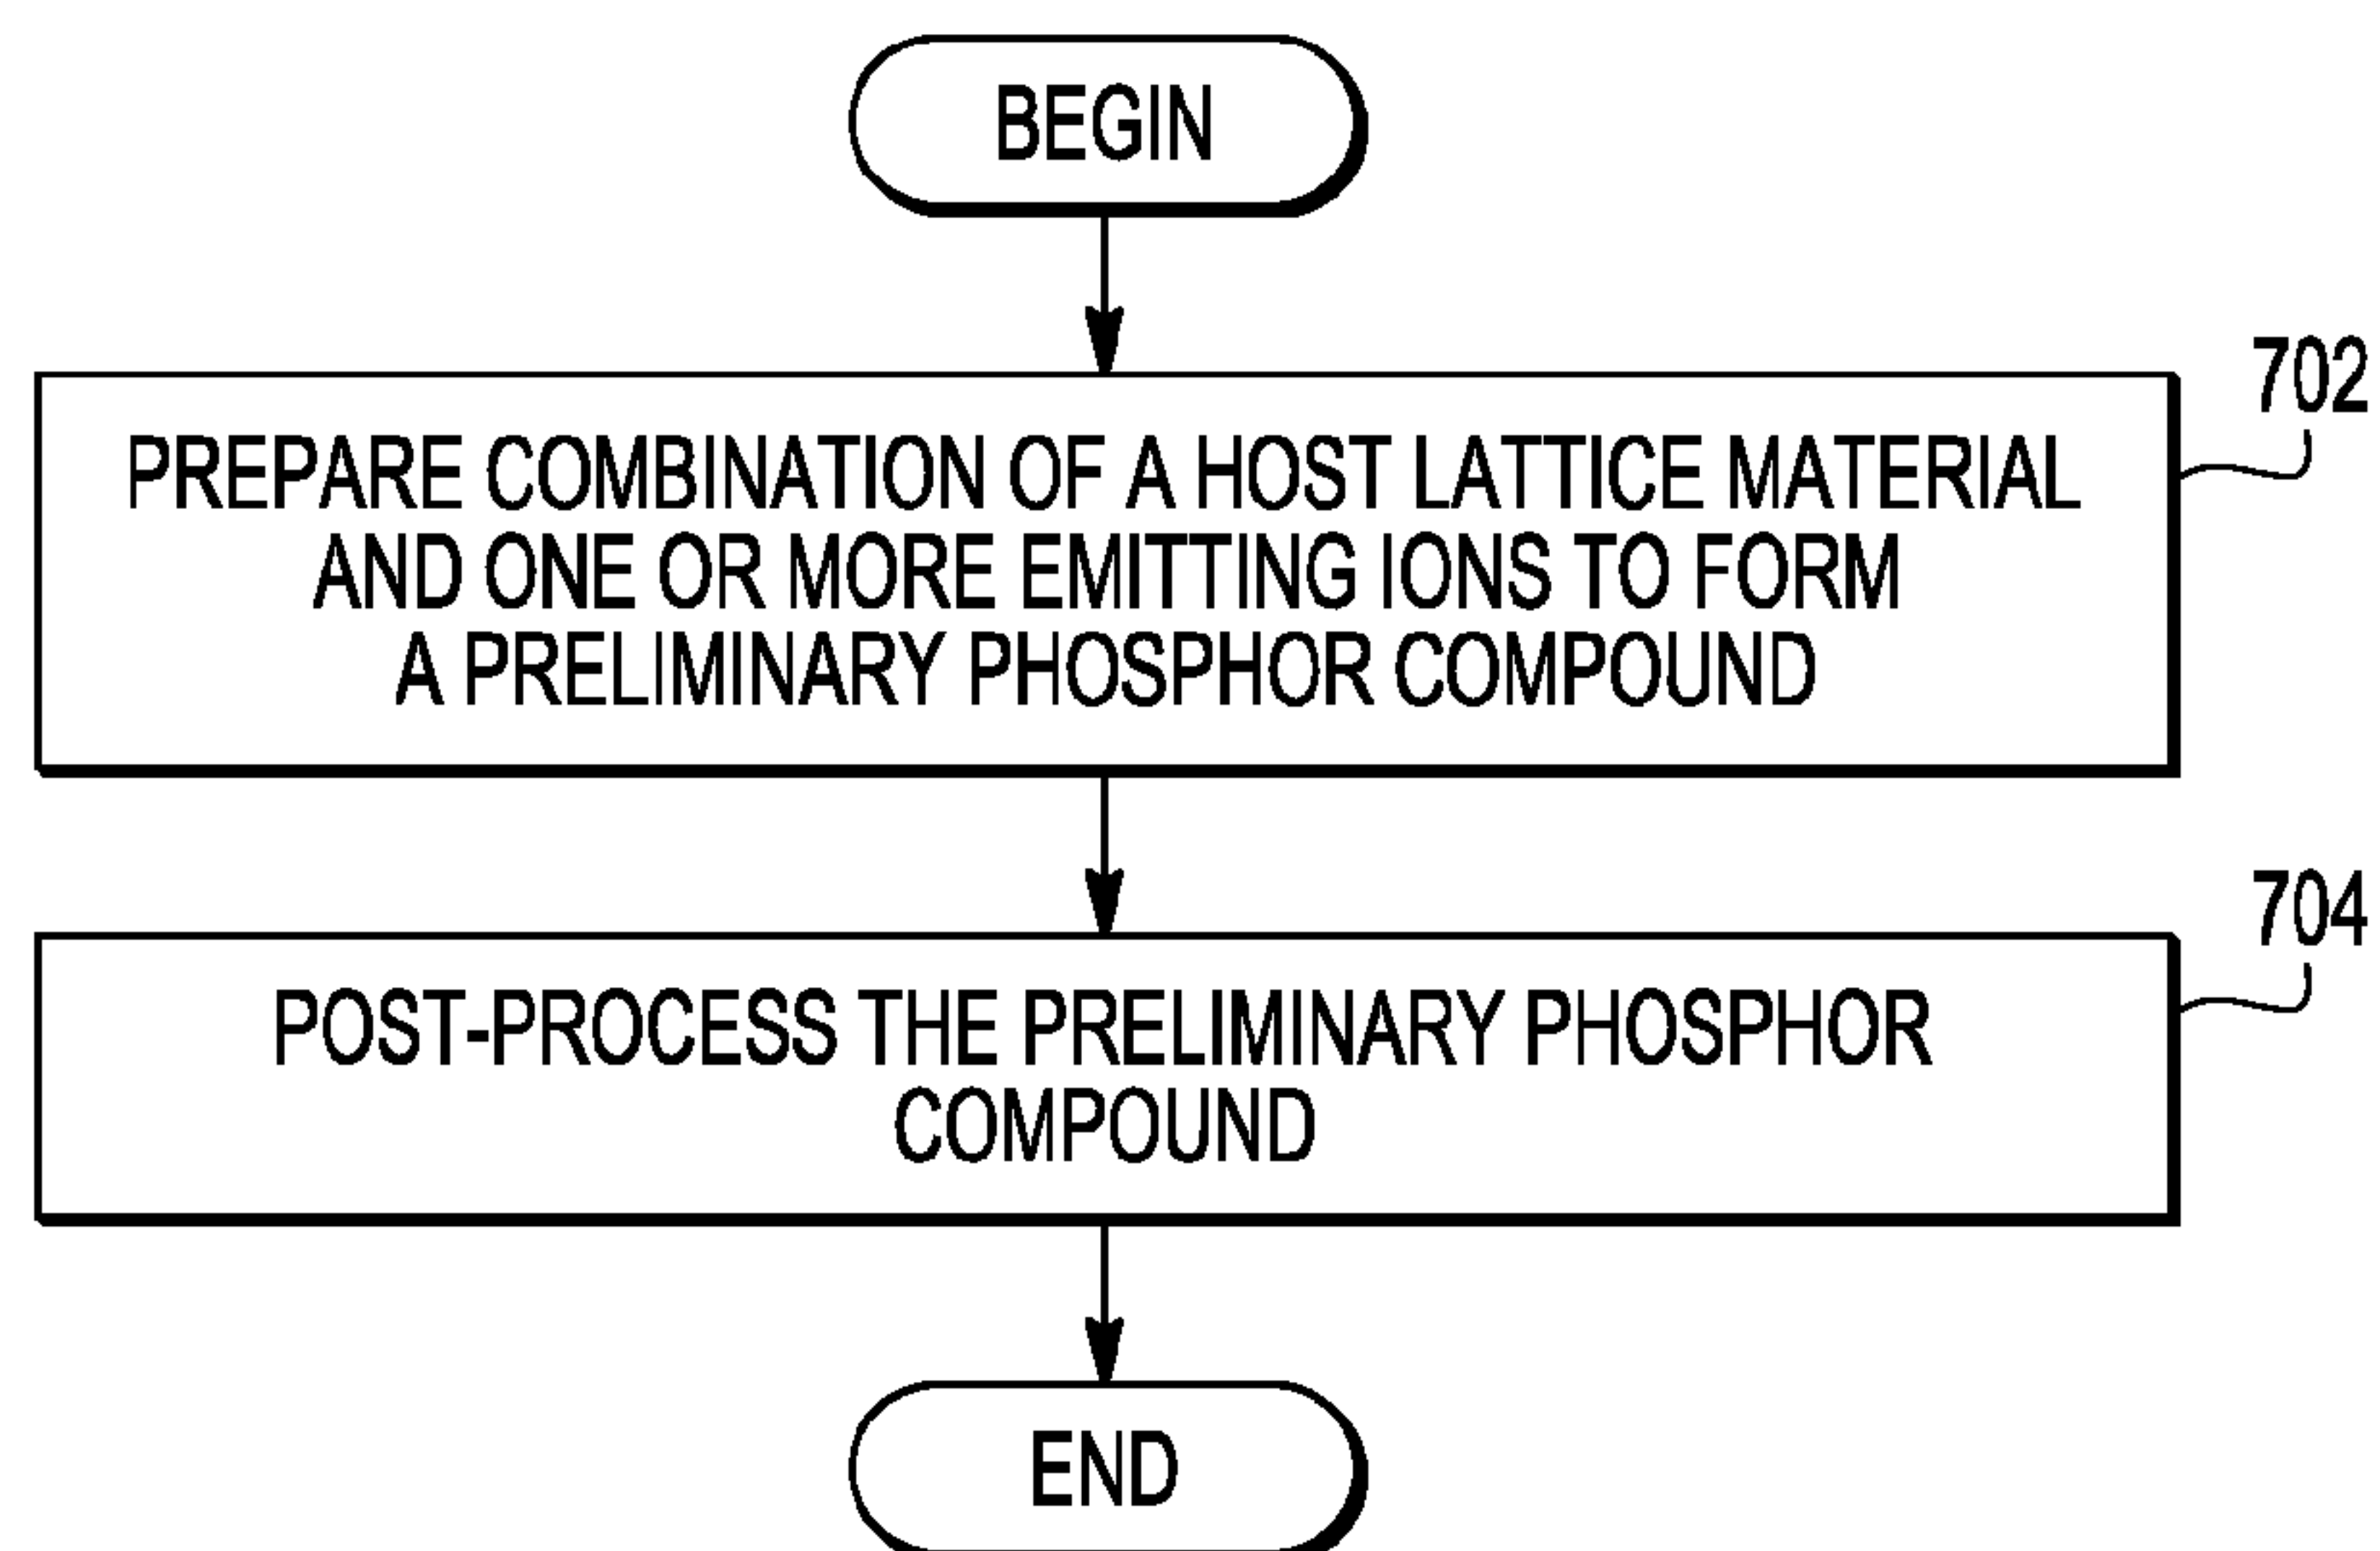 BEGIN
702
PREPARE COMBINATION OF A HOST LATTICE MATERIAL
AND ONE OR MORE EMITTING IONS TO FORM
A PRELIMINARY PHOSPHOR COMPOUND
704
POST-PROCESS THE PRELIMINARY PHOSPHOR
COMPOUND
END